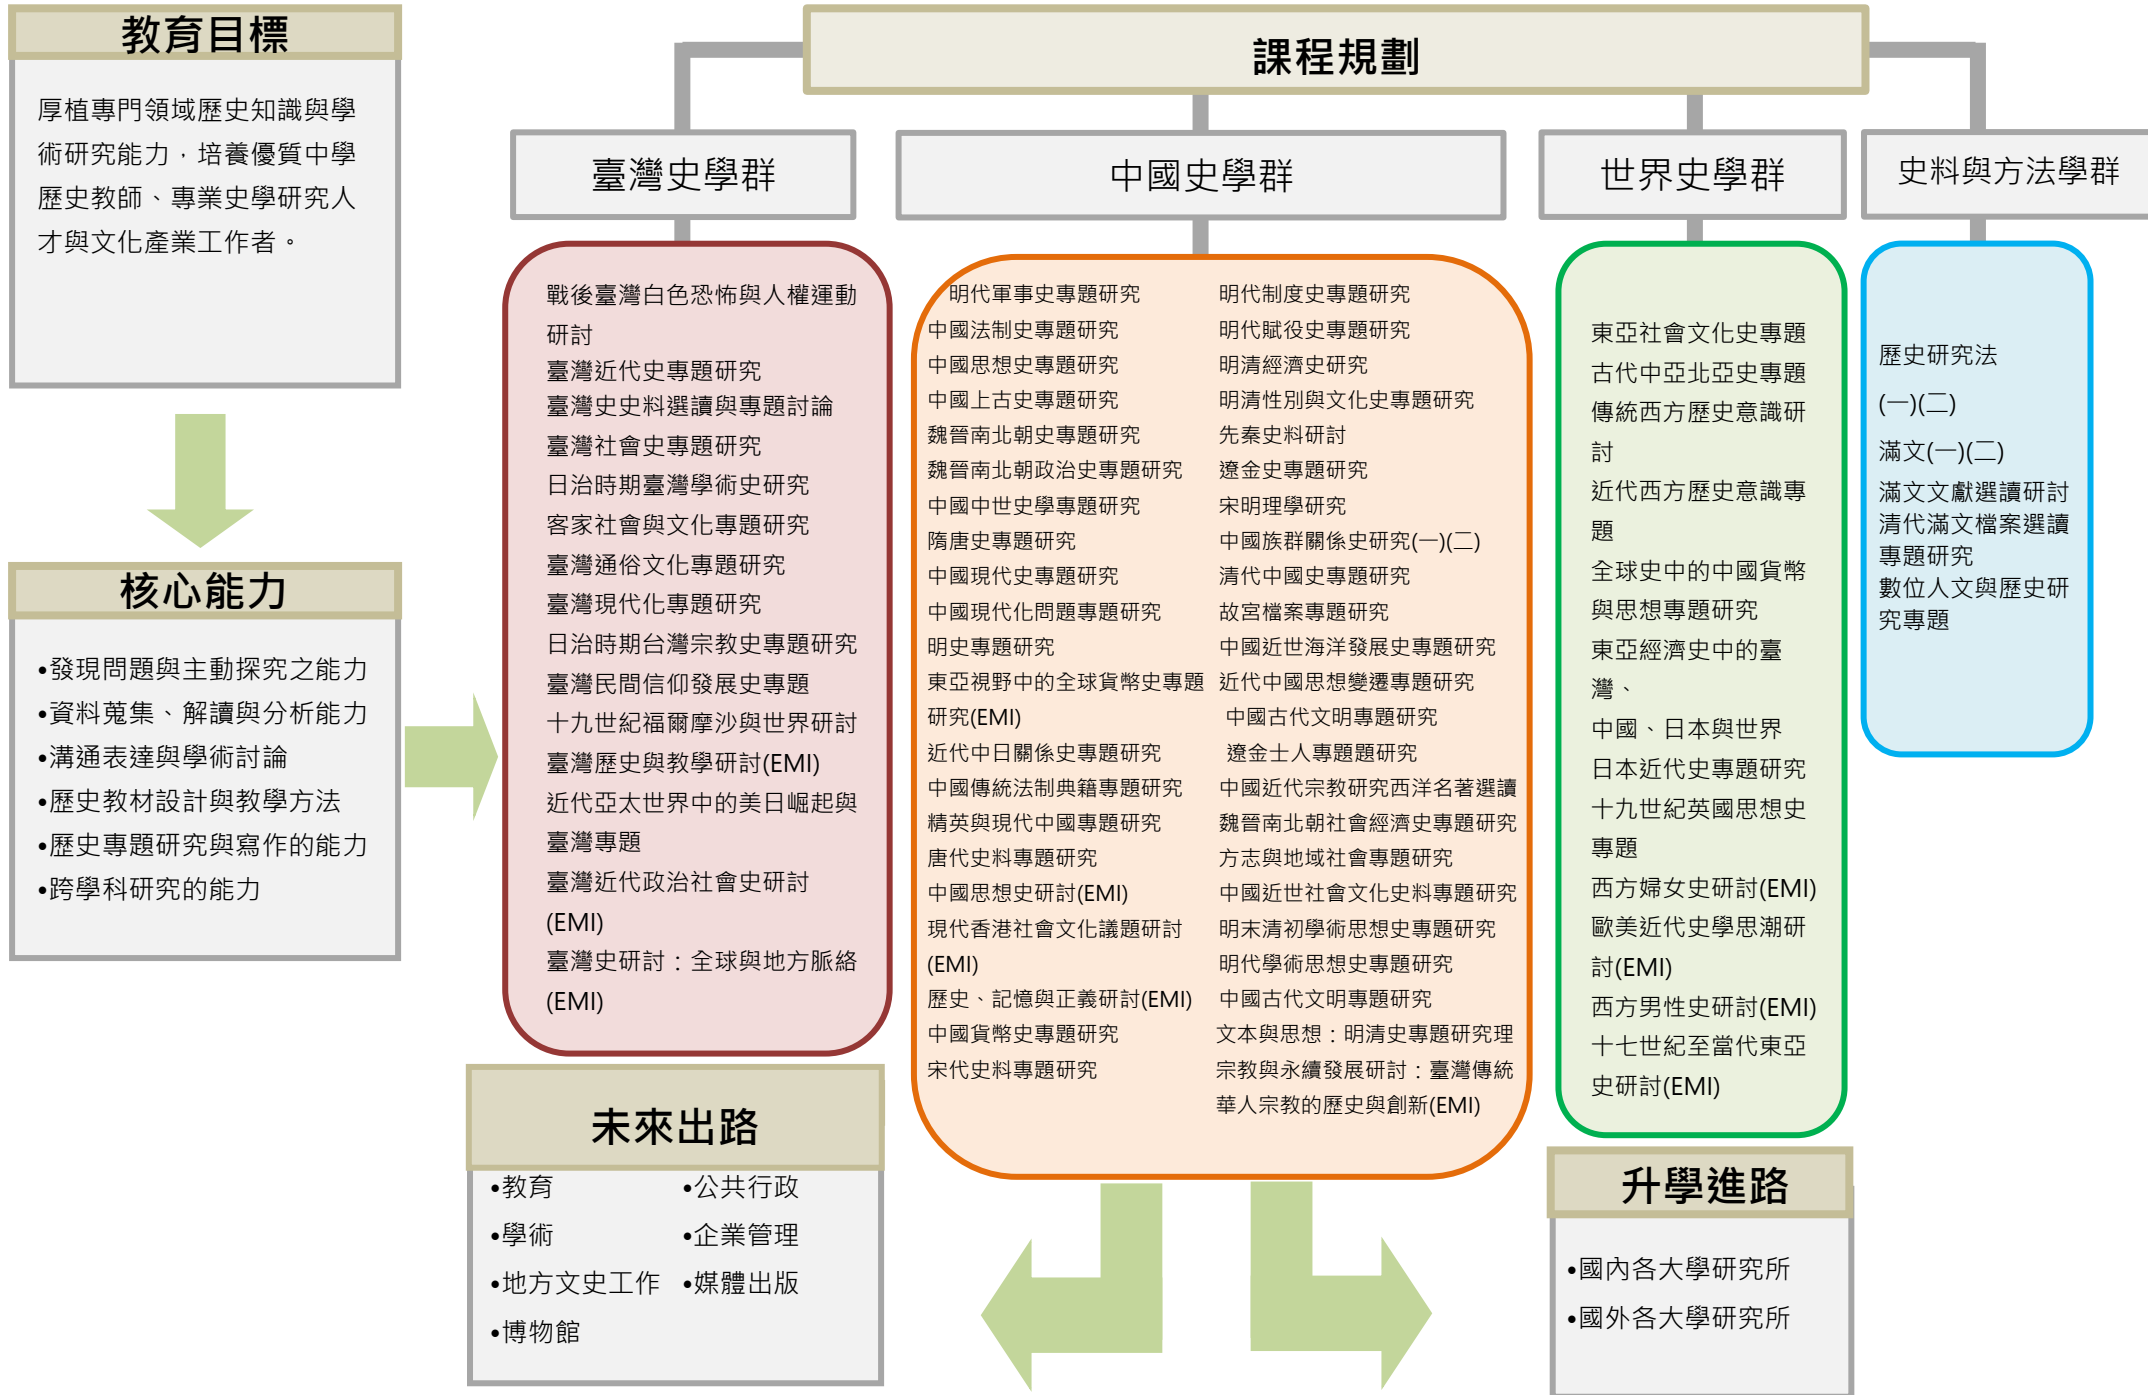 教育目標
厚植專門領域歷史知識與學
術研究能力，培養優質中學
歷史教師、專業史學研究人
才與文化產業工作者。
核心能力
•發現問題與主動探究之能力
•資料蒐集、解讀與分析能力
•溝通表達與學術討論
•歷史教材設計與教學方法
•歷史專題研究與寫作的能力
•跨學科研究的能力
課程規劃
臺灣史學群
戰後臺灣白色恐怖與人權運動
研討
臺灣近代史專題研究
臺灣史史料選讀與專題討論
臺灣社會史專題研究
日治時期臺灣學術史研究
客家社會與文化專題研究
臺灣通俗文化專題研究
臺灣現代化專題研究
日治時期台灣宗教史專題研究
臺灣民間信仰發展史專題
十九世紀福爾摩沙與世界研討
臺灣歷史與教學研討(EMI)
近代亞太世界中的美日崛起與
臺灣專題
臺灣近代政治社會史研討
(EMI)
臺灣史研討：全球與地方脈絡
(EMI)
中國史學群
明代軍事史專題研究
中國法制史專題研究
中國思想史專題研究
中國上古史專題研究
魏晉南北朝史專題研究
魏晉南北朝政治史專題研究
中國中世史學專題研究
隋唐史專題研究
中國現代史專題研究
中國現代化問題專題研究
明史專題研究
東亞視野中的全球貨幣史專題
研究(EMI)
近代中日關係史專題研究
中國傳統法制典籍專題研究
精英與現代中國專題研究
唐代史料專題研究
中國思想史研討(EMI)
現代香港社會文化議題研討
(EMI)
歷史、記憶與正義研討(EMI)
中國貨幣史專題研究
宋代史料專題研究
明代制度史專題研究
明代賦役史專題研究
明清經濟史研究
明清性別與文化史專題研究
先秦史料研討
遼金史專題研究
宋明理學研究
中國族群關係史研究(一)(二)
清代中國史專題研究
故宮檔案專題研究
中國近世海洋發展史專題研究
近代中國思想變遷專題研究
中國古代文明專題研究
遼金士人專題題研究
中國近代宗教研究西洋名著選讀
魏晉南北朝社會經濟史專題研究
方志與地域社會專題研究
中國近世社會文化史料專題研究
明末清初學術思想史專題研究
明代學術思想史專題研究
中國古代文明專題研究
文本與思想：明清史專題研究理
宗教與永續發展研討：臺灣傳統
華人宗教的歷史與創新(EMI)
世界史學群
東亞社會文化史專題
古代中亞北亞史專題
傳統西方歷史意識研
討
近代西方歷史意識專
題
全球史中的中國貨幣
與思想專題研究
東亞經濟史中的臺
灣、
中國、日本與世界
日本近代史專題研究
十九世紀英國思想史
專題
西方婦女史研討(EMI)
歐美近代史學思潮研
討(EMI)
西方男性史研討(EMI)
十七世紀至當代東亞
史研討(EMI)
史料與方法學群
歷史研究法
(一)(二)
滿文(一)(二)
滿文文獻選讀研討
清代滿文檔案選讀
專題研究
數位人文與歷史研
究專題
未來出路
•教育
•學術
•地方文史工作
•博物館
•公共行政
•企業管理
•媒體出版
升學進路
•國內各大學研究所
•國外各大學研究所